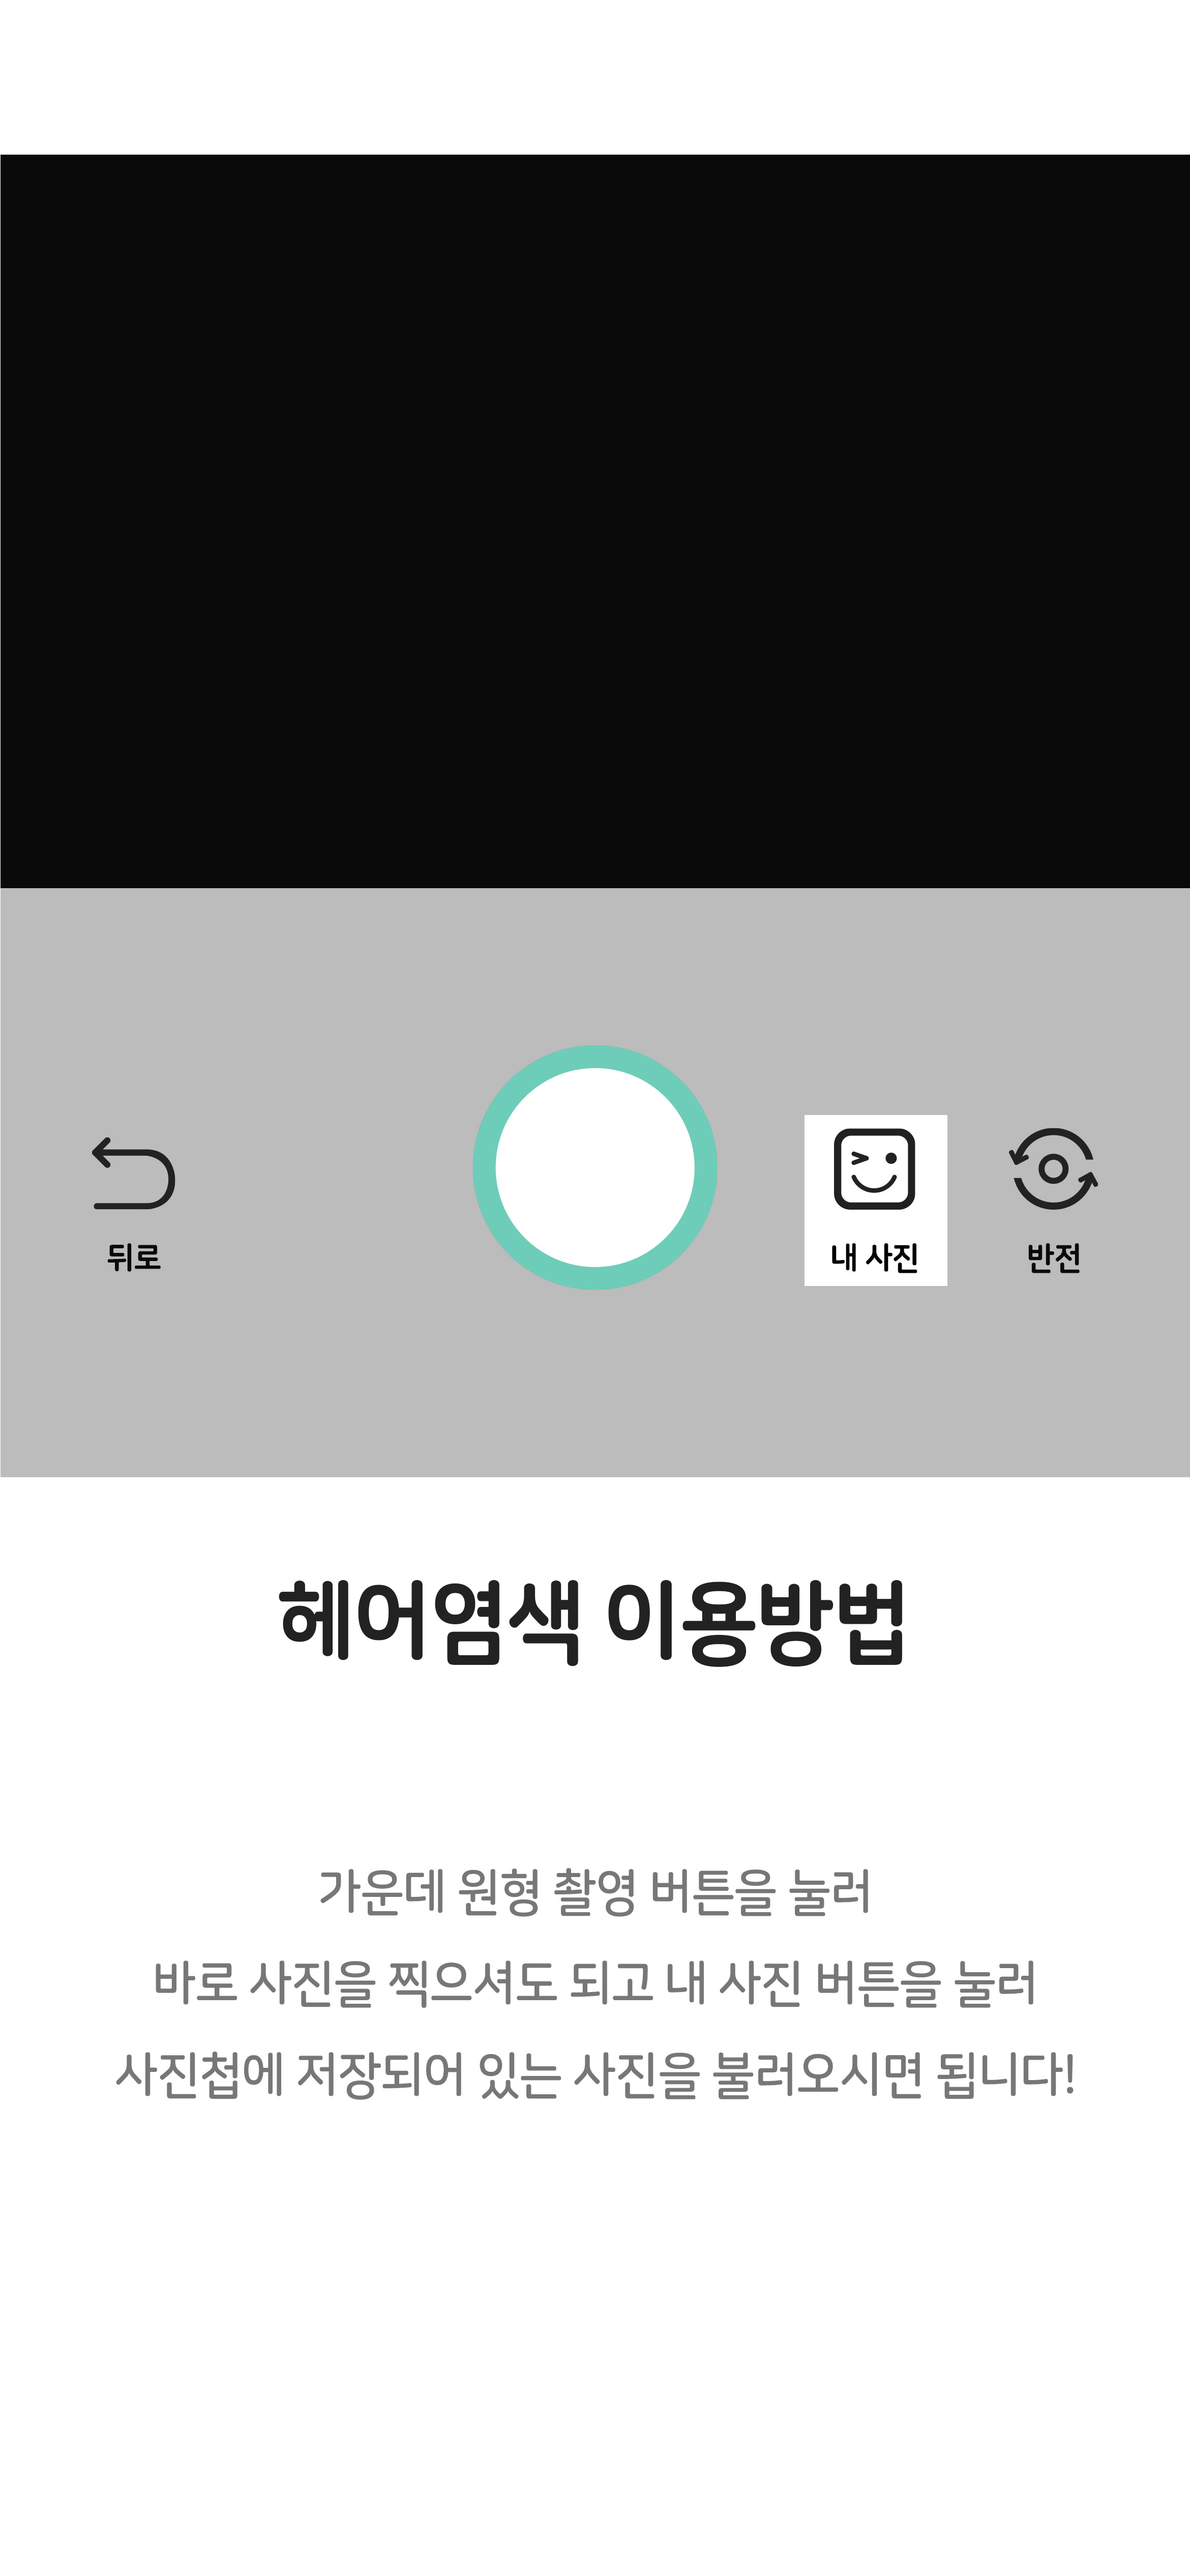 뒤로
내 사진
반전
헤어염색 이용방법
가운데 원형 촬영 버튼을 눌러
바로 사진을 찍으셔도 되고 내 사진 버튼을 눌러
사진첩에 저장되어 있는 사진을 불러오시면 됩니다!